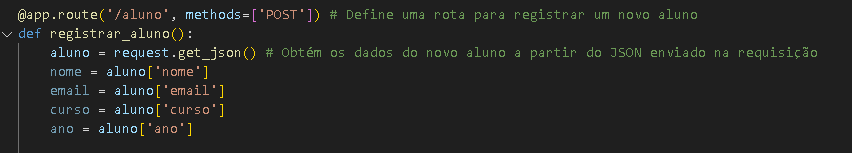 @app.route('/aluno', methods=['POST']) # Define uma rota para registrar um novo aluno
def registrar_aluno():
    aluno = request.get_json() # Obtém os dados do novo aluno a partir do JSON enviado na requisição
    nome = aluno['nome']
    email = aluno['email']
    curso = aluno['curso']
    ano = aluno['ano']